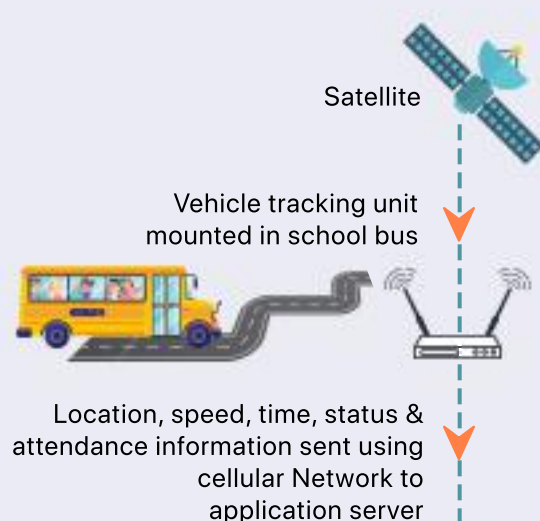 Satellite
Vehicle tracking unit
mounted in school bus
Location, speed, time, status &
attendance information sent using
cellular Network to
application server